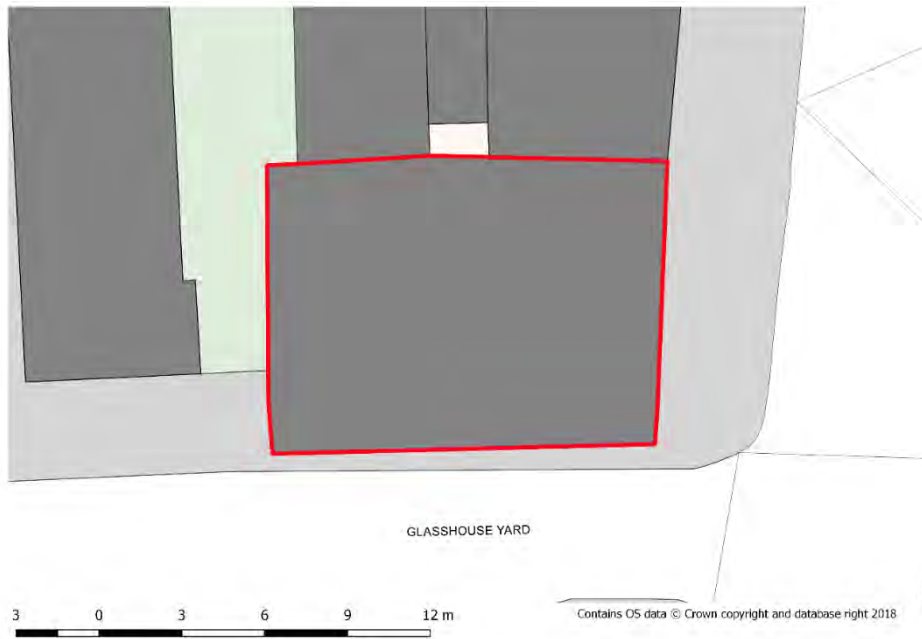 GLASSHOUSE YARD
3 0 3 6 9 12 m
Contains OS data © Crown copyright and database right 2018